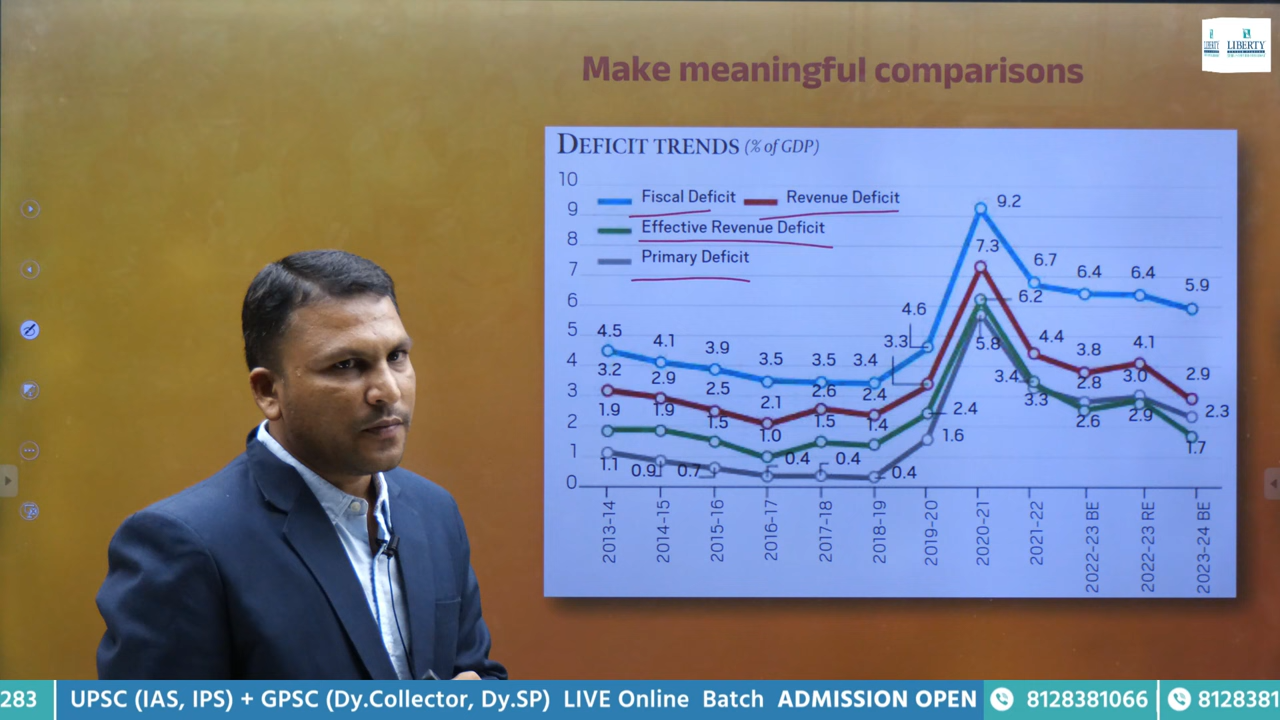 LIBERTY
Make meaningful comparisons
DEFICIT TRENDS (% of GDP)
10
9
8
7
6
5
4
3
2
1
0
Fiscal Deficit Revenue Deficit
Effective Revenue Deficit
Primary Deficit
4.5 4.1 3.9 3.5 3.5 3.4 4.6 9.2 6.7 6.4 6.4 5.9
3.2 2.9 2.5 2.1 2.6 2.4 3.3 7.3 4.4 3.8 4.1 2.9
1.9 1.9 1.5 1.0 1.5 1.4 2.4 6.2 3.4 2.8 3.0 2.3
1.1 0.9 0.7 0.4 0.4 0.4 1.6 5.8 3.3 2.6 2.9 1.7
2013-14
2014-15
2015-16
2016-17
2017-18
2018-19
2019-20
2020-21
2021-22
2022-23 BE
2022-23 RE
2023-24 BE
283 UPSC (IAS, IPS) + GPSC (Dy.Collector, Dy.SP) LIVE Online Batch ADMISSION OPEN 8128381066 8128381